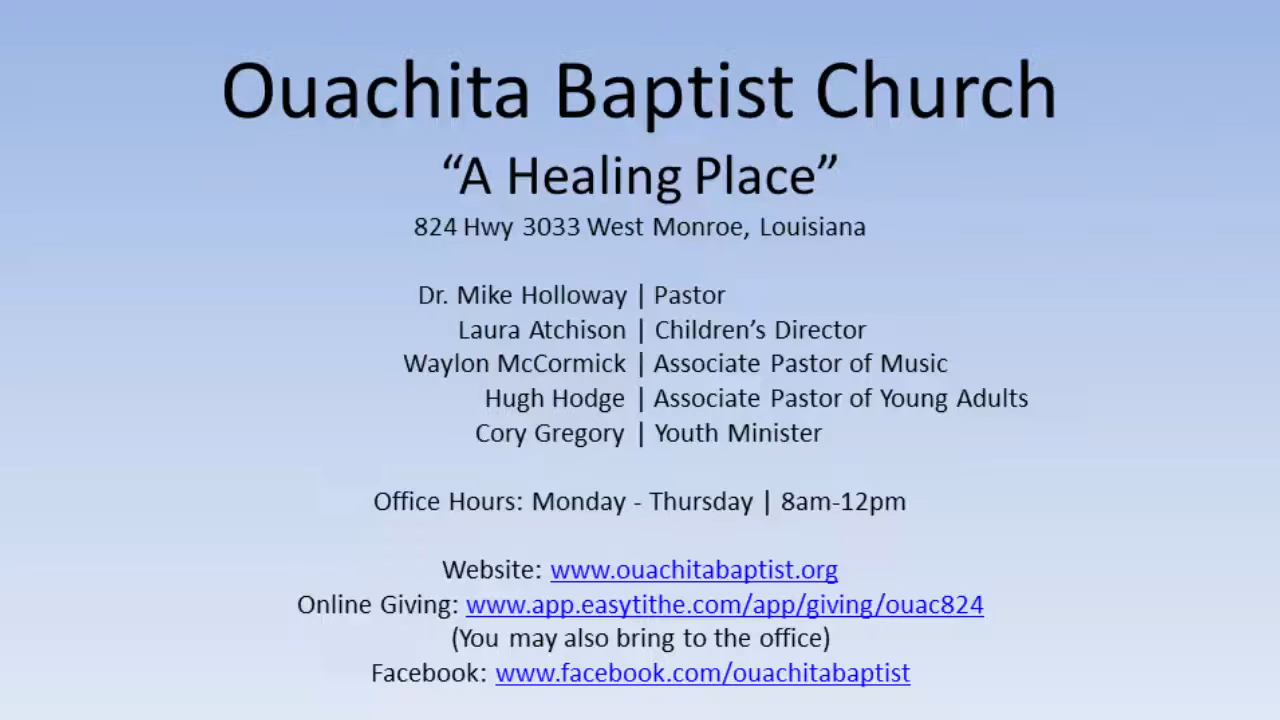 Ouachita Baptist Church
“A Healing Place”
824 Hwy 3033 West Monroe, Louisiana
Dr. Mike Holloway | Pastor
Laura Atchison | Children’s Director
Waylon McCormick | Associate Pastor of Music
Hugh Hodge | Associate Pastor of Young Adults
Cory Gregory | Youth Minister
Office Hours: Monday - Thursday | 8am-12pm
Website: www.ouachitabaptist.org
Online Giving: www.app.easytithe.com/app/giving/ouac824
(You may also bring to the office)
Facebook: www.facebook.com/ouachitabaptist